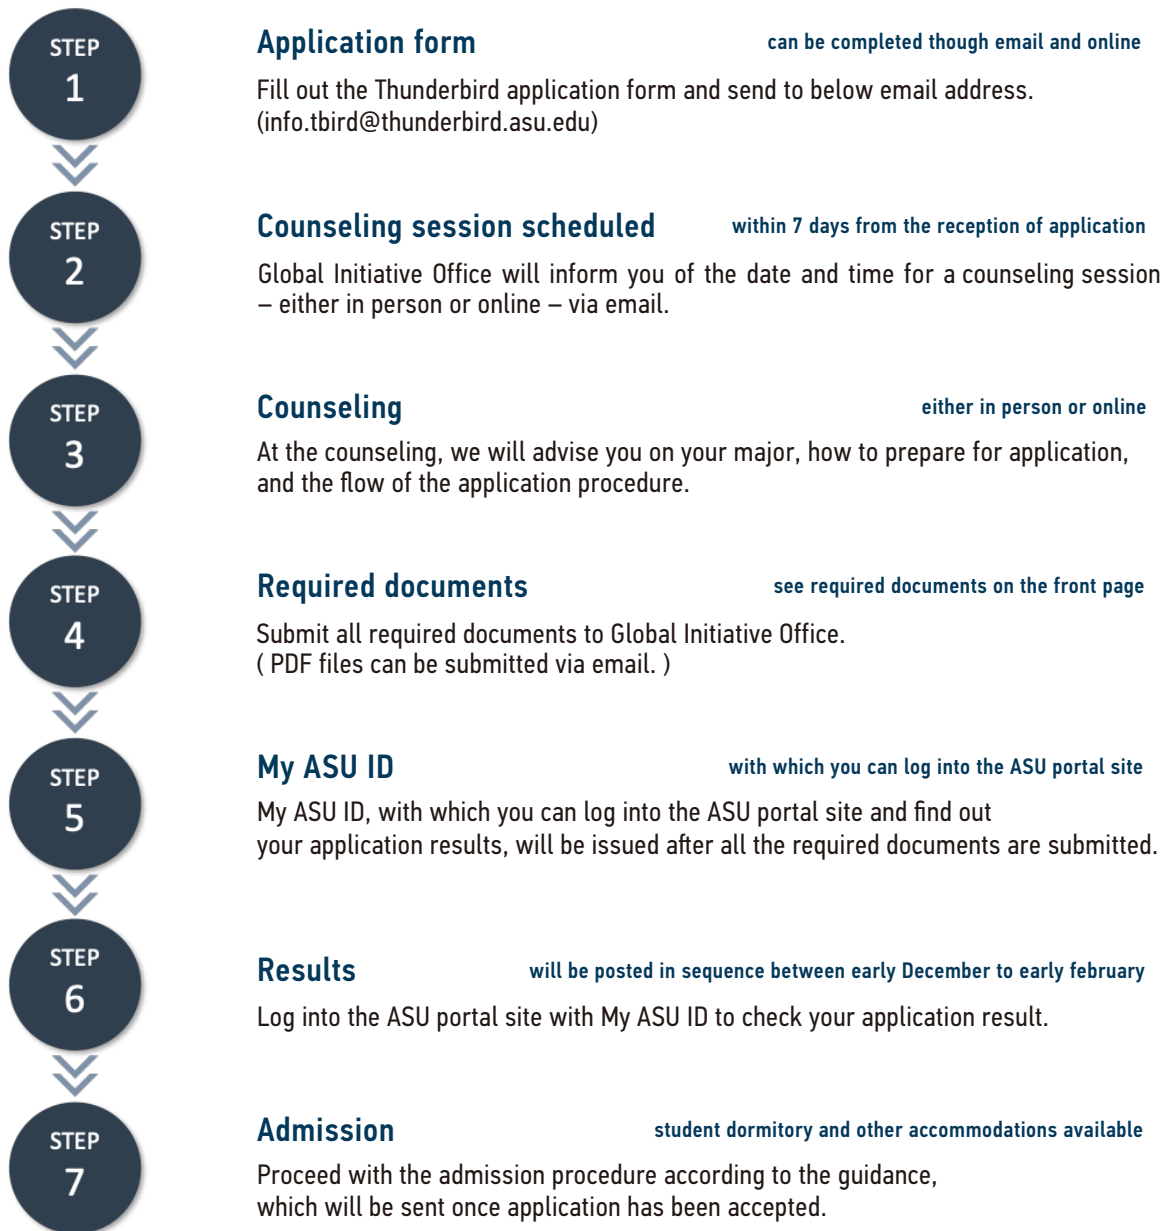 STEP
1
Application form
can be completed though email and online
Fill out the Thunderbird application form and send to below email address.
(info.tbird@thunderbird.asu.edu)
STEP
2
Counseling session scheduled
within 7 days from the reception of application
Global Initiative Office will inform you of the date and time for a counseling session
– either in person or online – via email.
STEP
3
Counseling
either in person or online
At the counseling, we will advise you on your major, how to prepare for application,
and the flow of the application procedure.
STEP
4
Required documents
see required documents on the front page
Submit all required documents to Global Initiative Office.
( PDF files can be submitted via email. )
STEP
5
My ASU ID
with which you can log into the ASU portal site
My ASU ID, with which you can log into the ASU portal site and find out
your application results, will be issued after all the required documents are submitted.
STEP
6
Results
will be posted in sequence between early December to early february
Log into the ASU portal site with My ASU ID to check your application result.
STEP
7
Admission
student dormitory and other accommodations available
Proceed with the admission procedure according to the guidance,
which will be sent once application has been accepted.